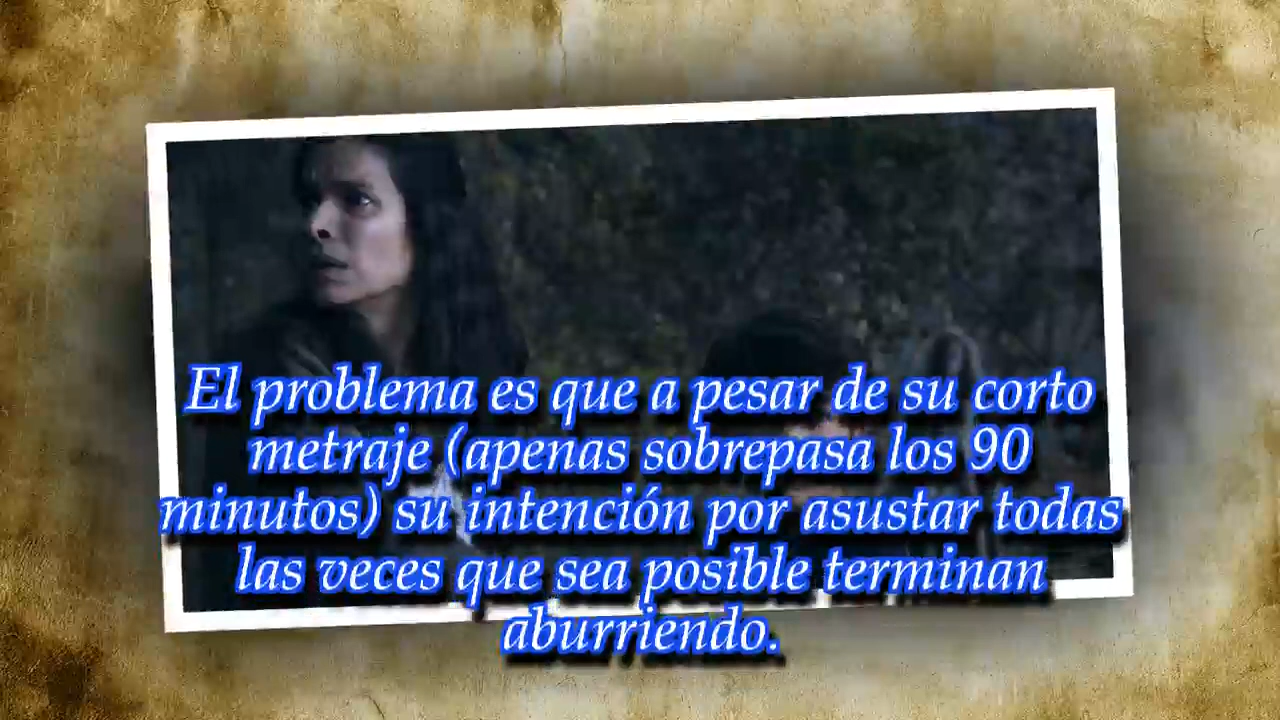 El problema es que a pesar de su corto
metraje (apenas sobrepasa los 90
minutos) su intención por asustar todas
las veces que sea posible terminan
aburriendo.